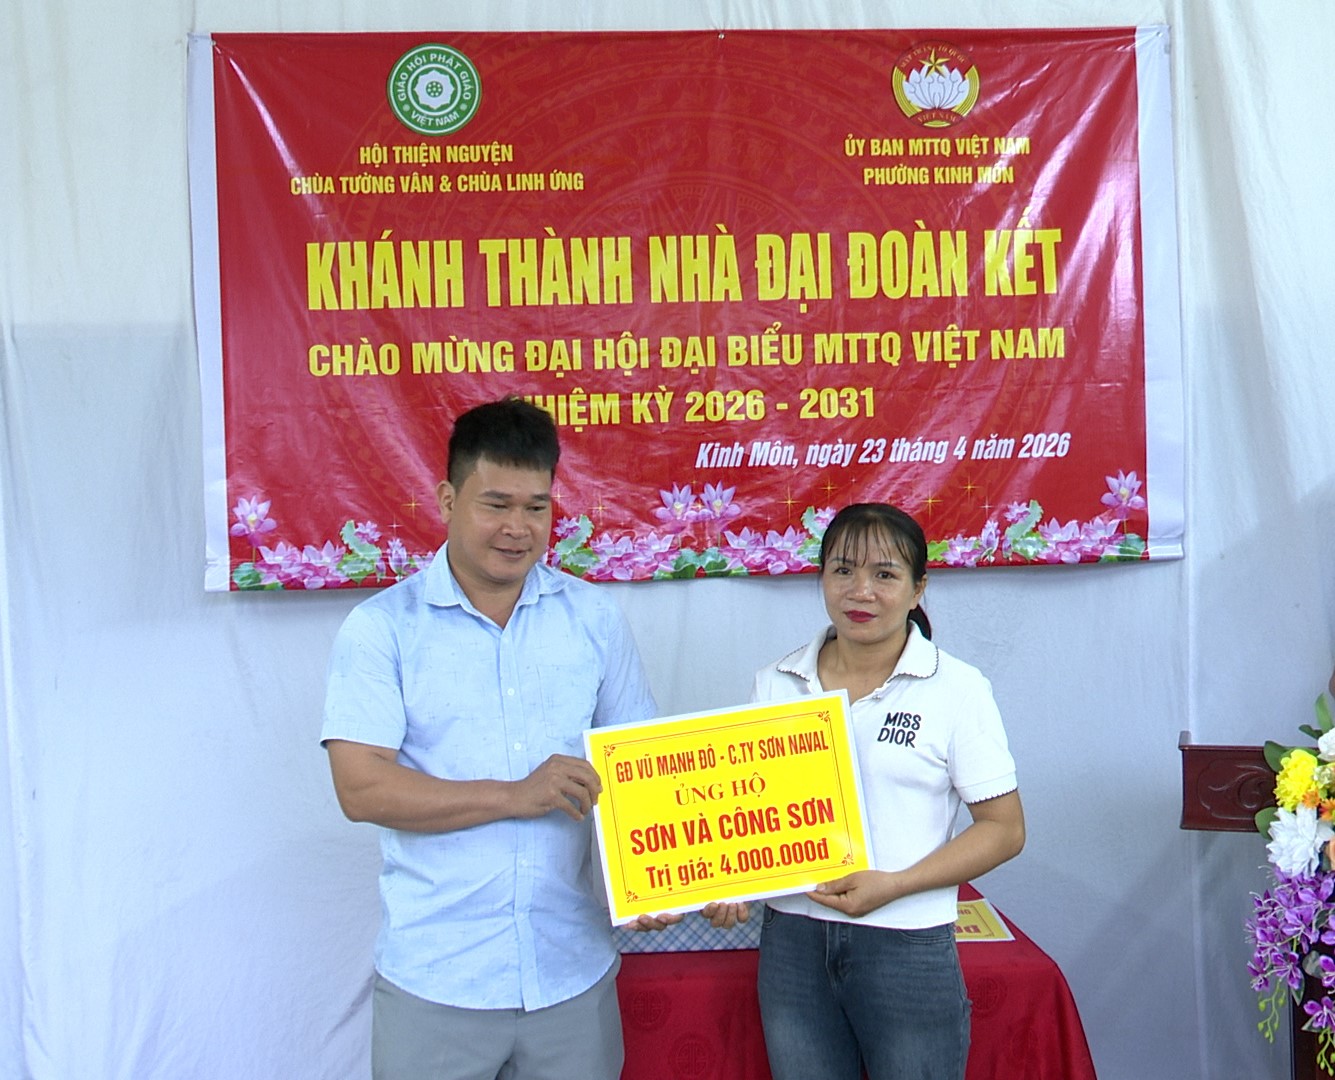 GIÁO HỘI PHẬT GIÁO
VIỆT NAM
HỘI THIỆN NGUYỆN
CHÙA TƯỜNG VÂN & CHÙA LINH ỨNG
VIỆT NAM
ỦY BAN MTTQ VIỆT NAM
PHƯỜNG KINH MÔN
KHÁNH THÀNH NHÀ ĐẠI ĐOÀN KẾT
CHÀO MỪNG ĐẠI HỘI ĐẠI BIỂU MTTQ VIỆT NAM
KỲ 2026 - 2031
Kinh Môn, ngày 23 tháng 4 năm 2026
MISS
DIOR
GĐ VŨ MẠNH ĐÔ - C.TY SƠN NAVAL
ỦNG HỘ
SƠN VÀ CÔNG SƠN
Trị giá: 4.000.000đ